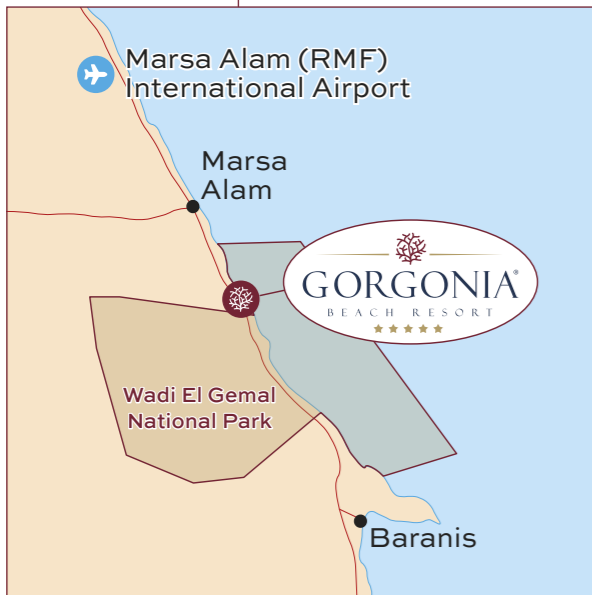 Marsa Alam (RMF)
International Airport
Marsa
Alam
GORGONIA®
BEACH RESORT
Wadi El Gemal
National Park
Baranis